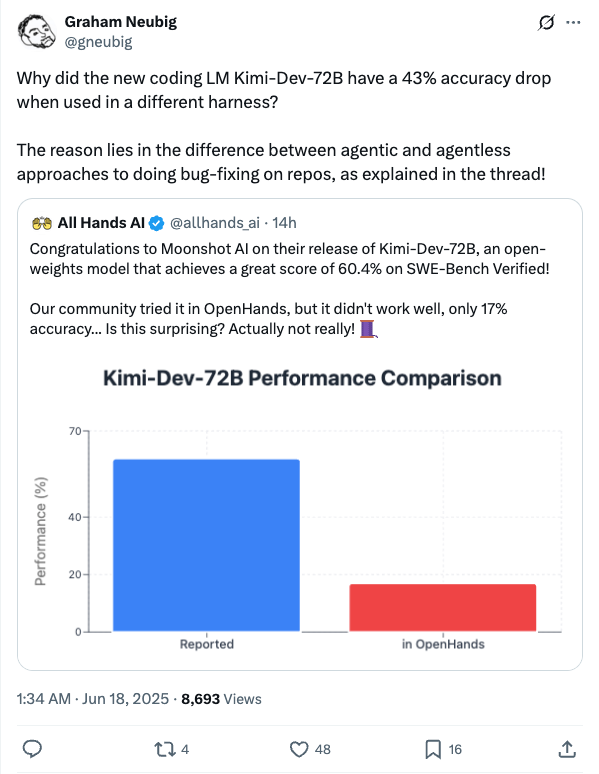 Graham Neubig
@gneubig
Why did the new coding LM Kimi-Dev-72B have a 43% accuracy drop
when used in a different harness?
The reason lies in the difference between agentic and agentless
approaches to doing bug-fixing on repos, as explained in the thread!
All Hands AI @allhands_ai · 14h
Congratulations to Moonshot AI on their release of Kimi-Dev-72B, an open-
weights model that achieves a great score of 60.4% on SWE-Bench Verified!
Our community tried it in OpenHands, but it didn't work well, only 17%
accuracy... Is this surprising? Actually not really! 🧵
Kimi-Dev-72B Performance Comparison
Performance (%)
70
40
20
0
Reported
in OpenHands
1:34 AM · Jun 18, 2025 · 8,693 Views
4
48
16